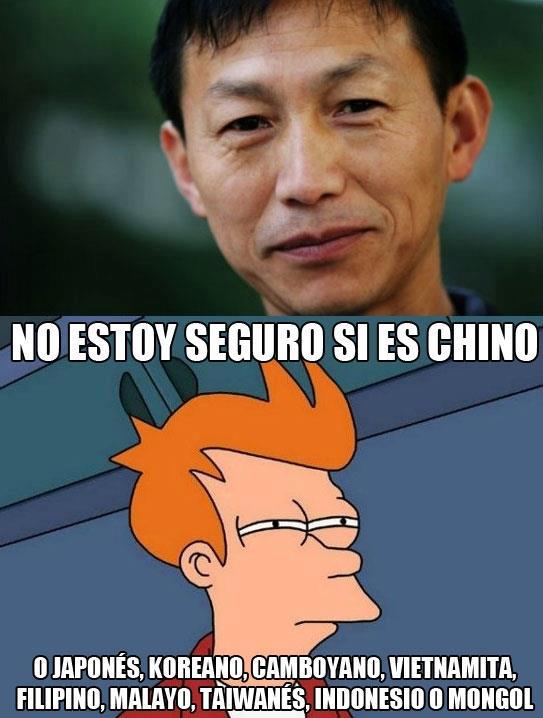 NO ESTOY SEGURO SI ES CHINO
O JAPONÉS, KOREANO, CAMBOYANO, VIETNAMITA,
FILIPINO, MALAYO, TAIWANÉS, INDONESIO O MONGOL